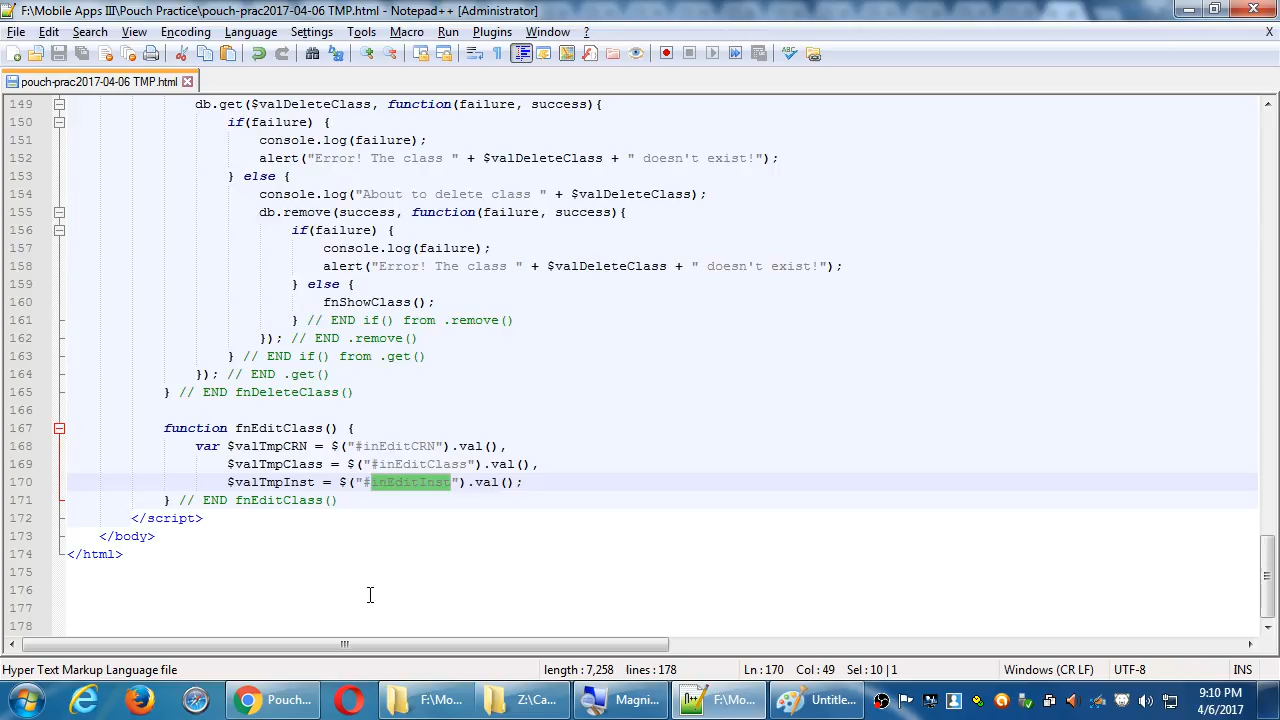 F:\Mobile Apps III\Pouch Practice\pouch-prac2017-04-06 TMP.html - Notepad++ [Administrator]
File Edit Search View Encoding Language Settings Tools Macro Run Plugins Window ? X
pouch-prac2017-04-06 TMP.html
149 db.get($valDeleteClass, function(failure, success){
150 if(failure) {
151 console.log(failure);
152 alert("Error! The class " + $valDeleteClass + " doesn't exist!");
153 } else {
154 console.log("About to delete class " + $valDeleteClass);
155 db.remove(success, function(failure, success){
156 if(failure) {
157 console.log(failure);
158 alert("Error! The class " + $valDeleteClass + " doesn't exist!");
159 } else {
160 fnShowClass();
161 } // END if() from .remove()
162 }); // END .remove()
163 } // END if() from .get()
164 }); // END .get()
165 } // END fnDeleteClass()
166
167 function fnEditClass() {
168 var $valTmpCRN = $("#inEditCRN").val(),
169 $valTmpClass = $("#inEditClass").val(),
170 $valTmpInst = $("#inEditInst").val();
171 } // END fnEditClass()
172 </script>
173 </body>
174 </html>
175
176
177
178
Hyper Text Markup Language file length : 7,258 lines : 178 Ln : 170 Col : 49 Sel : 10 | 1 Windows (CR LF) UTF-8 INS
Pouch... F:\Mo... Z:\Ca... Magni... F:\Mo... Untitle... 9:10 PM
4/6/2017